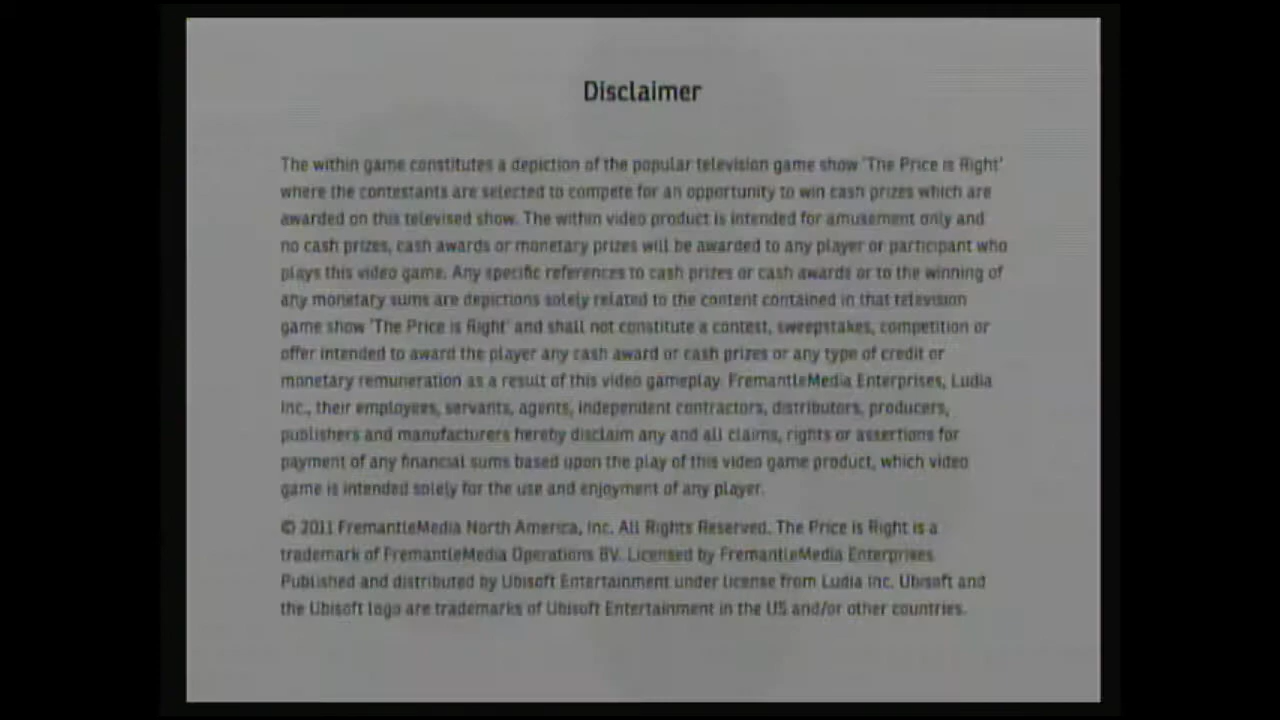 Disclaimer
The within game constitutes a depiction of the popular television game show 'The Price is Right'
where the contestants are selected to compete for an opportunity to win cash prizes which are
awarded on this televised show. The within video product is intended for amusement only and
no cash prizes, cash awards or monetary prizes will be awarded to any player or participant who
plays this video game. Any specific references to cash prizes or cash awards or to the winning of
any monetary sums are depictions solely related to the content contained in that television
game show 'The Price is Right' and shall not constitute a contest, sweepstakes, competition or
offer intended to award the player any cash award or cash prizes or any type of credit or
monetary remuneration as a result of this video gameplay. FremantleMedia Enterprises, Ludia
Inc., their employees, servants, agents, independent contractors, distributors, producers,
publishers and manufacturers hereby disclaim any and all claims, rights or assertions for
payment of any financial sums based upon the play of this video game product, which video
game is intended solely for the use and enjoyment of any player.
© 2011 FremantleMedia North America, Inc. All Rights Reserved. The Price is Right is a
trademark of FremantleMedia Operations BV. Licensed by FremantleMedia Enterprises.
Published and distributed by Ubisoft Entertainment under license from Ludia Inc. Ubisoft and
the Ubisoft logo are trademarks of Ubisoft Entertainment in the US and/or other countries.